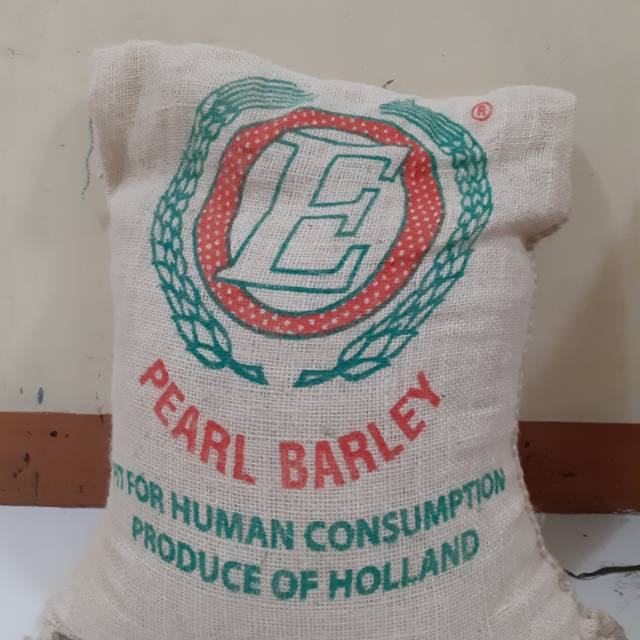 ®
E
PEARL BARLEY
FIT FOR HUMAN CONSUMPTION
PRODUCE OF HOLLAND